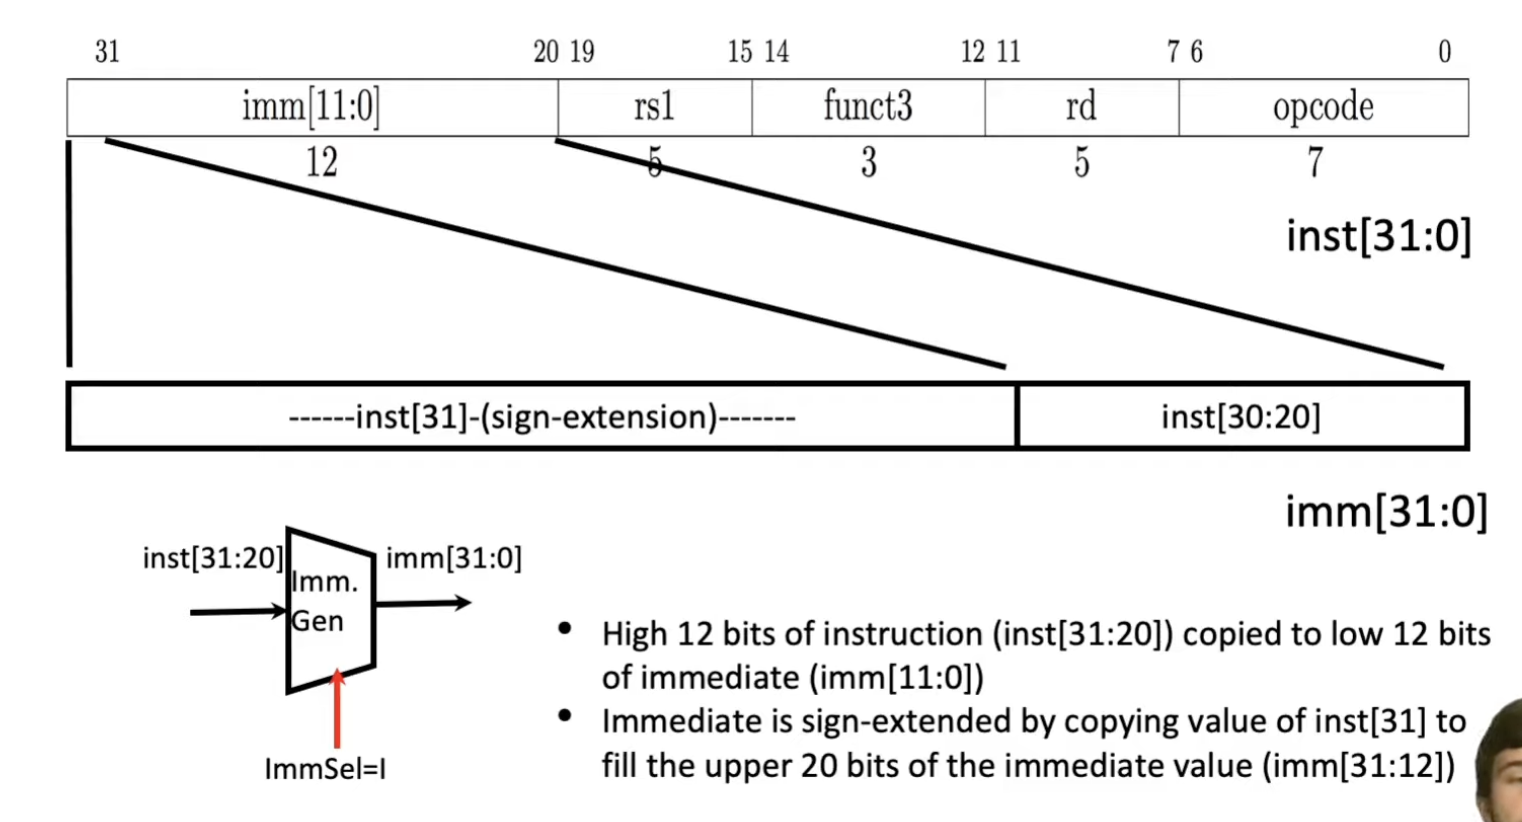 31 20 19 15 14 12 11 7 6 0
imm[11:0] rs1 funct3 rd opcode
12 5 3 5 7
inst[31:0]
------inst[31]-(sign-extension)------- inst[30:20]
imm[31:0]
inst[31:20] imm[31:0]
Imm.
Gen
ImmSel=I
• High 12 bits of instruction (inst[31:20]) copied to low 12 bits
of immediate (imm[11:0])
• Immediate is sign-extended by copying value of inst[31] to
fill the upper 20 bits of the immediate value (imm[31:12])